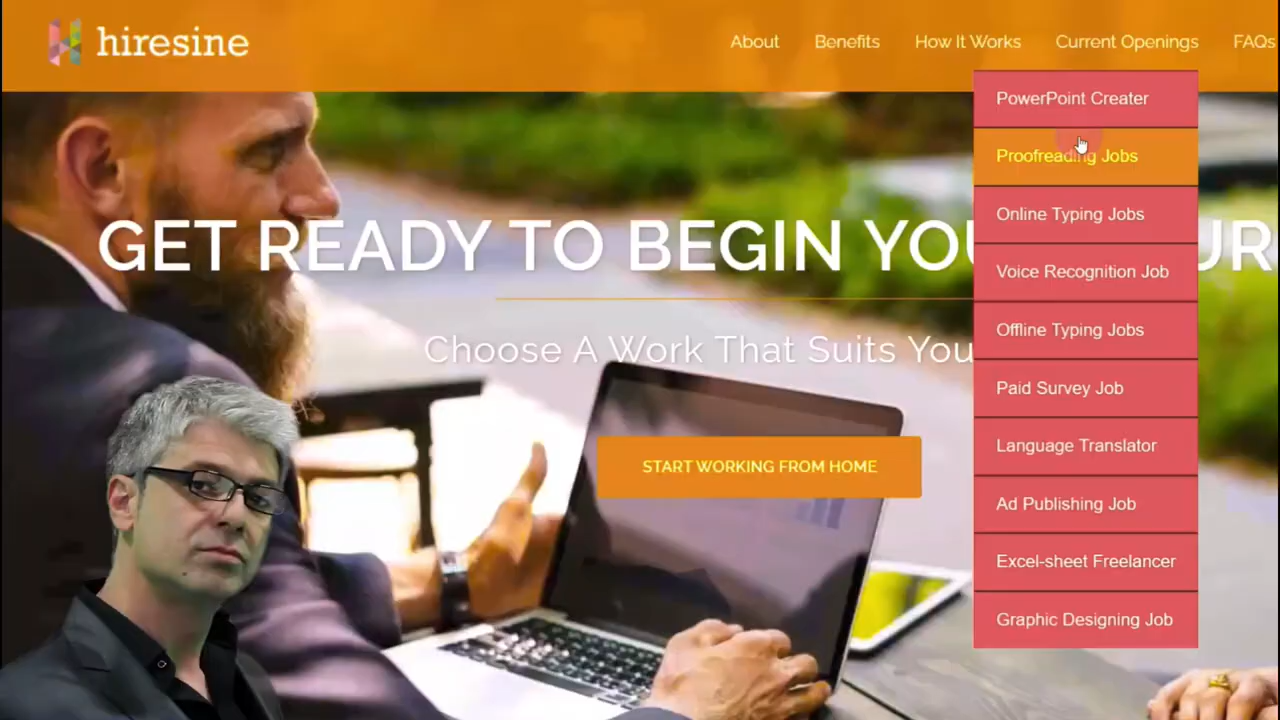 hiresine
About Benefits How It Works Current Openings FAQs
PowerPoint Creater
Proofreading Jobs
Online Typing Jobs
Voice Recognition Job
Offline Typing Jobs
Paid Survey Job
Language Translator
Ad Publishing Job
Excel-sheet Freelancer
Graphic Designing Job
GET READY TO BEGIN
Choose A Work That Suits You
START WORKING FROM HOME